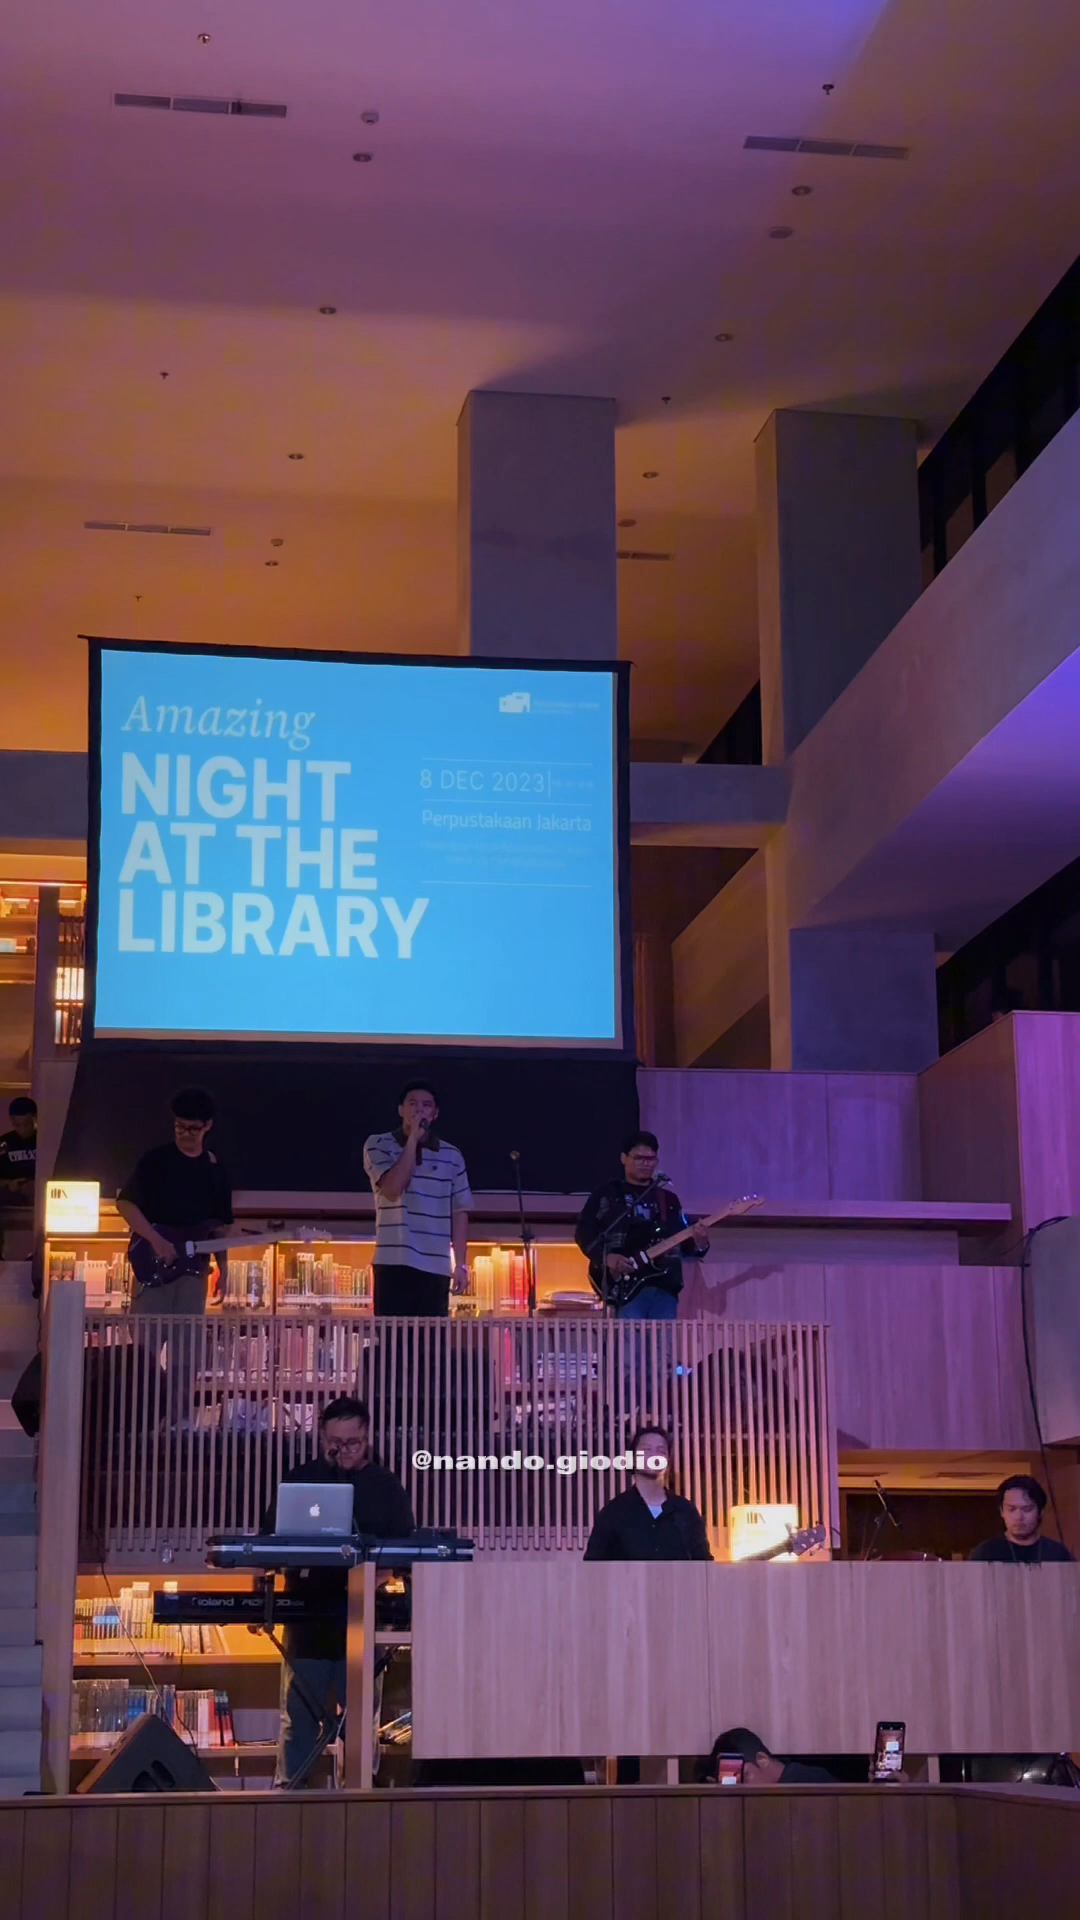 Amazing
NIGHT
AT THE
LIBRARY
8 DEC 2023
Perpustakaan Jakarta
@nando.giodio
Roland